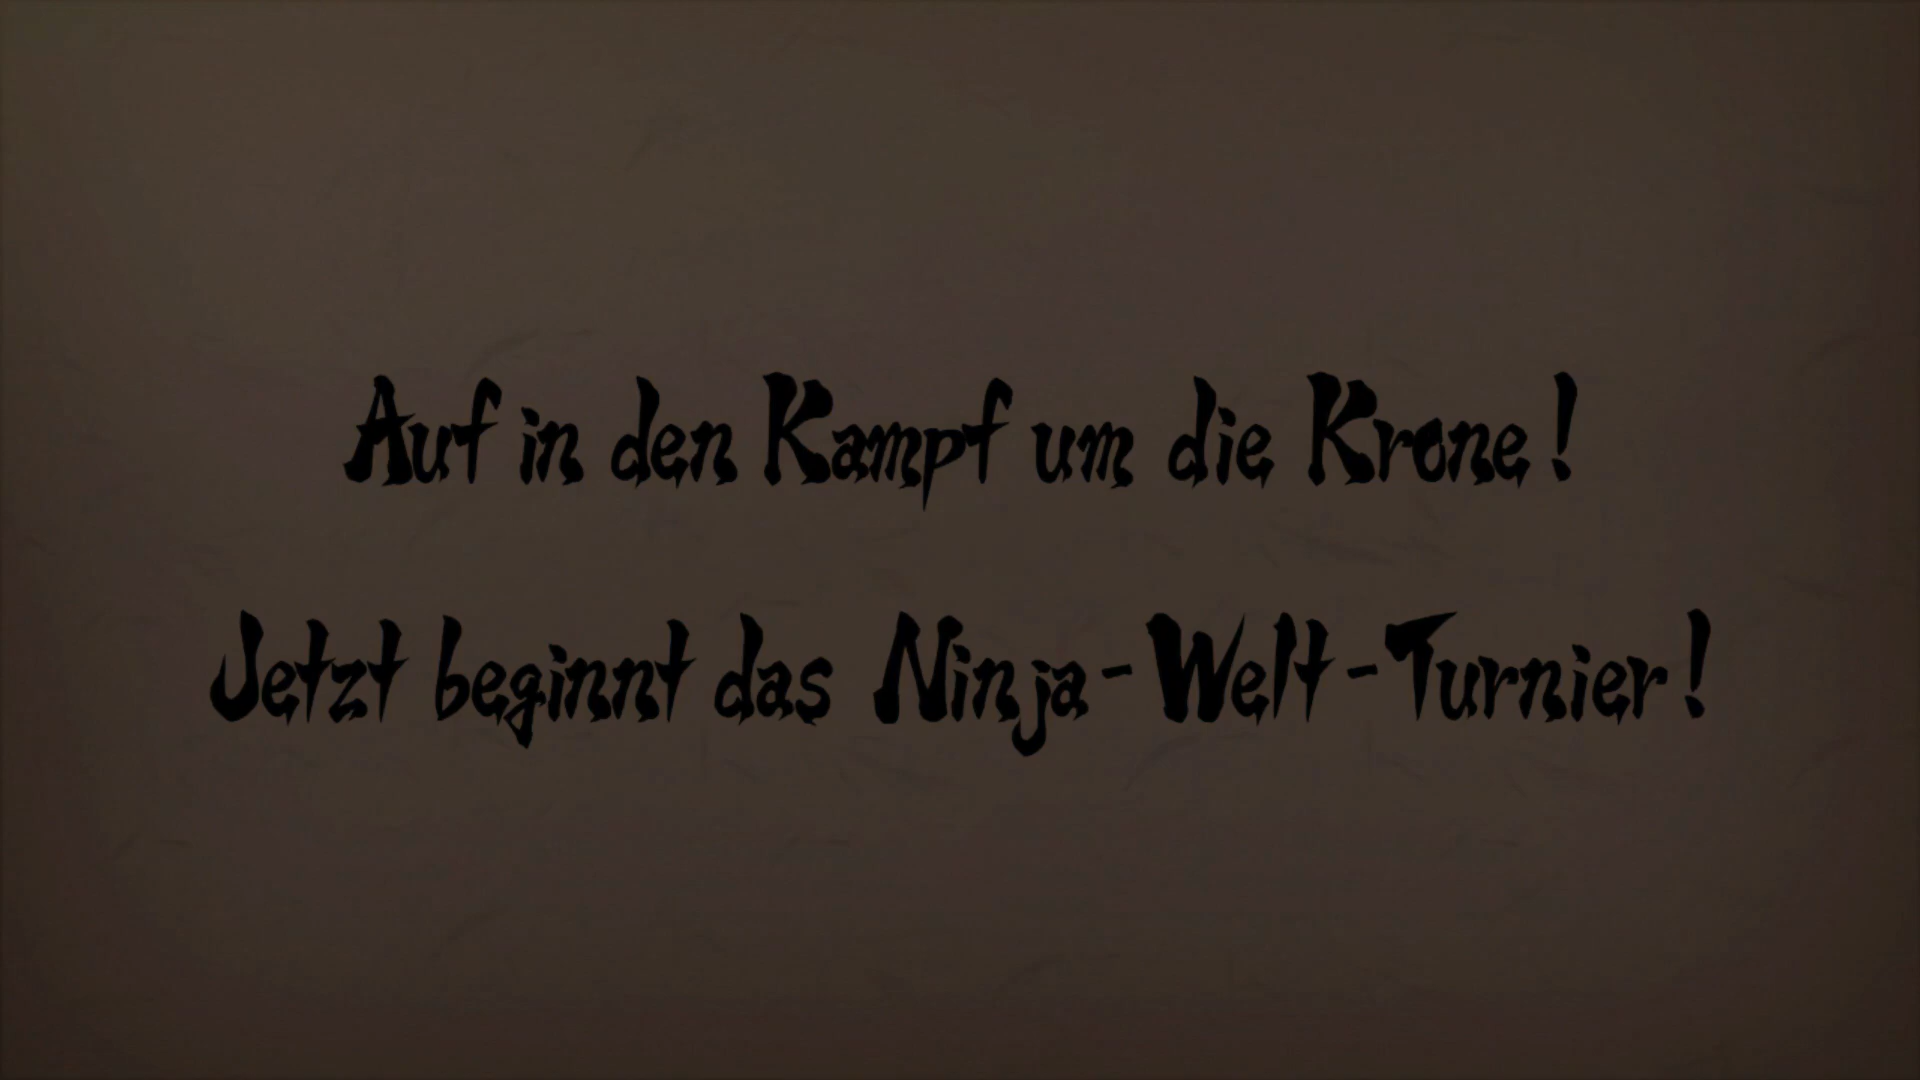 Auf in den Kampf um die Krone!
Jetzt beginnt das Ninja-Welt-Turnier!